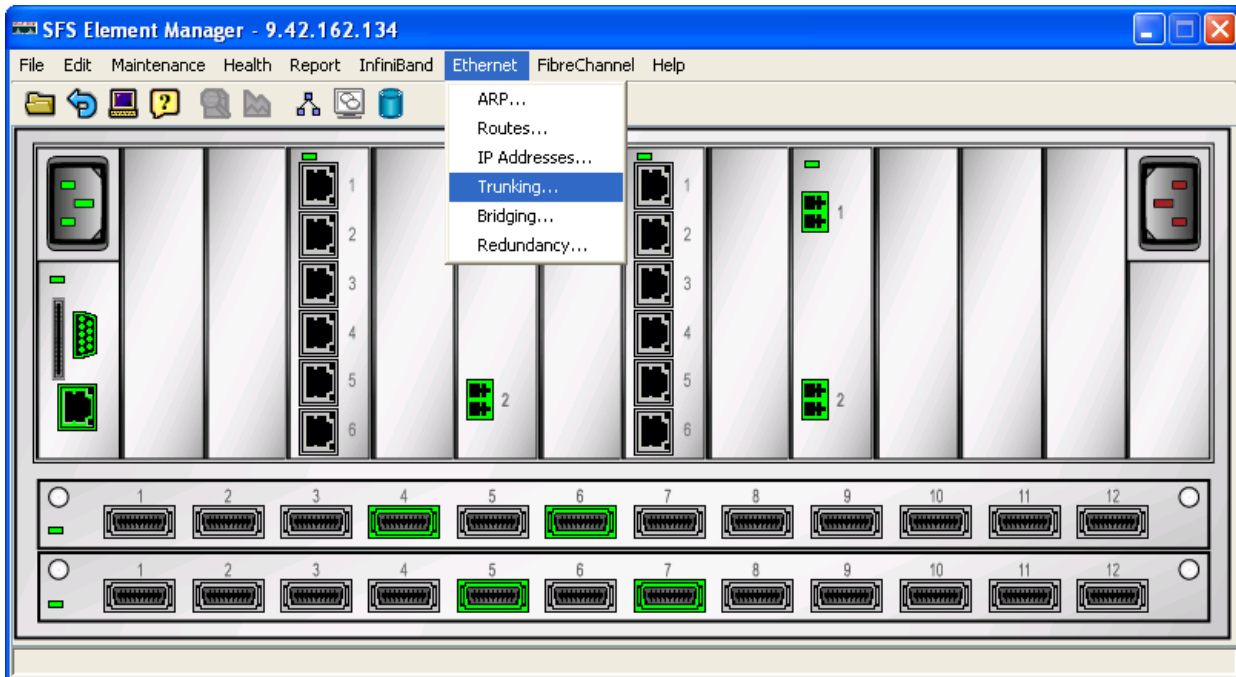 SFS Element Manager - 9.42.162.134
File Edit Maintenance Health Report InfiniBand Ethernet FibreChannel Help
ARP...
Routes...
IP Addresses...
Trunking...
Bridging...
Redundancy...
1
2
3
4
5
6
2
1
2
3
4
5
6
1
2
1 2 3 4 5 6 7 8 9 10 11 12
1 2 3 4 5 6 7 8 9 10 11 12